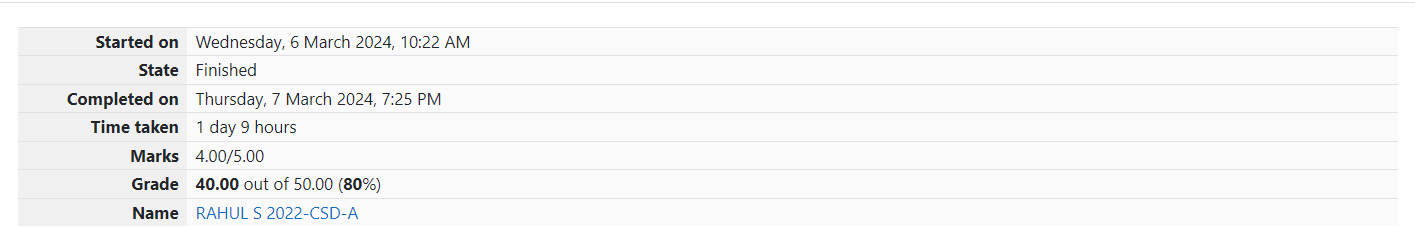 Started on Wednesday, 6 March 2024, 10:22 AM
State Finished
Completed on Thursday, 7 March 2024, 7:25 PM
Time taken 1 day 9 hours
Marks 4.00/5.00
Grade 40.00 out of 50.00 (80%)
Name RAHUL S 2022-CSD-A